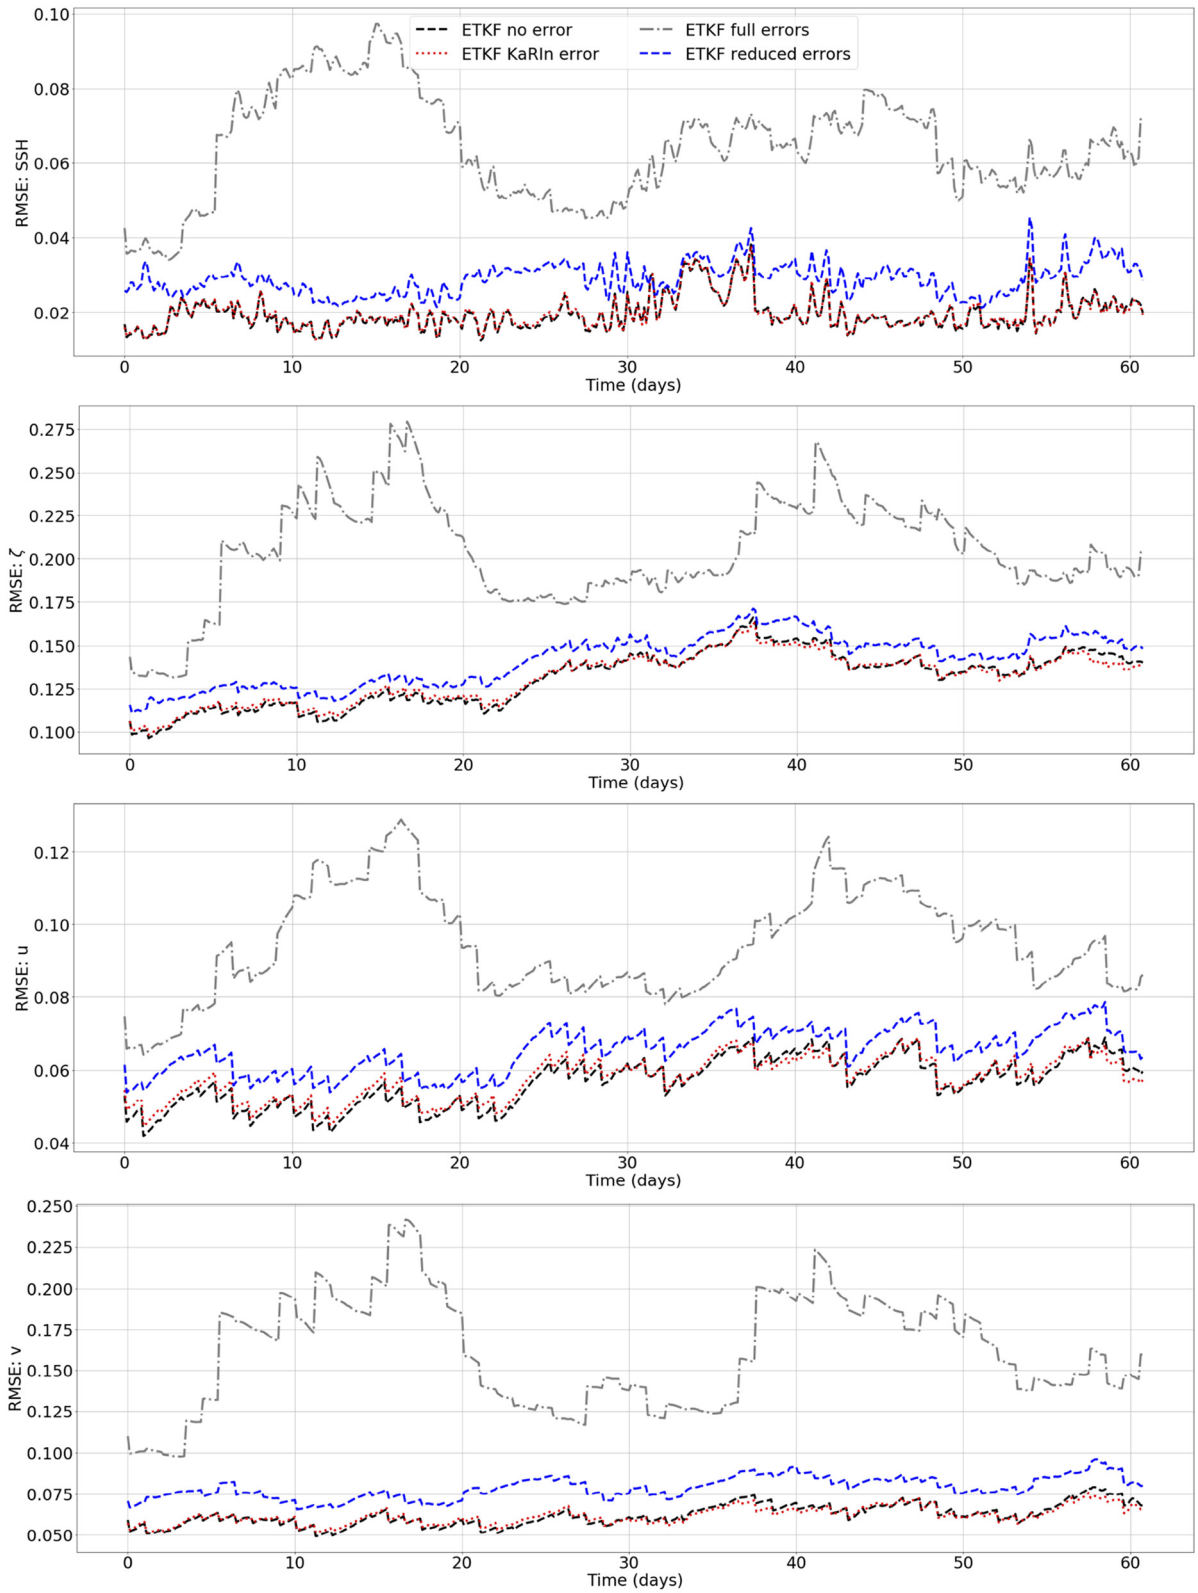 0.10
0.08
0.06
0.04
0.02
RMSE: SSH
ETKF no error
ETKF KaRIn error
ETKF full errors
ETKF reduced errors
0 10 20 30 40 50 60
Time (days)
0.275
0.250
0.225
0.200
0.175
0.150
0.125
0.100
RMSE: ζ
0 10 20 30 40 50 60
Time (days)
0.12
0.10
0.08
0.06
0.04
RMSE: u
0 10 20 30 40 50 60
Time (days)
0.250
0.225
0.200
0.175
0.150
0.125
0.100
0.075
0.050
RMSE: v
0 10 20 30 40 50 60
Time (days)